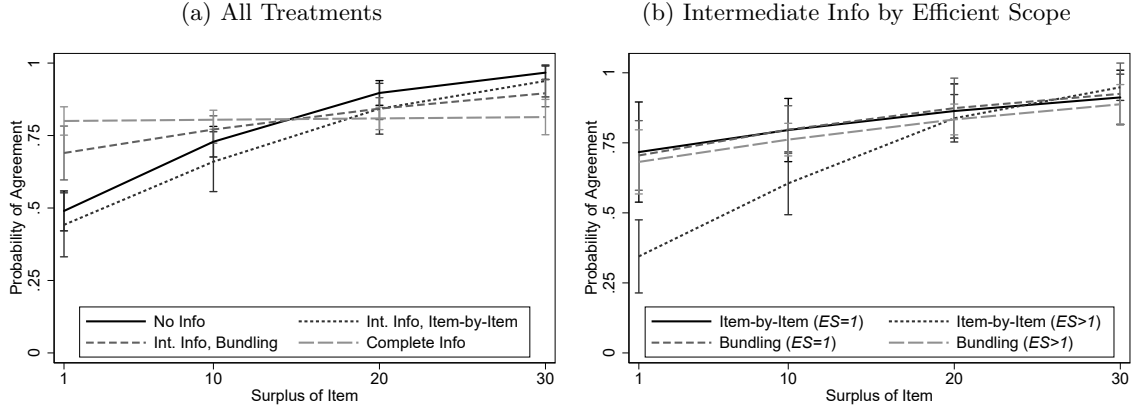 (a) All Treatments
Probability of Agreement
1
.75
.5
.25
0
No Info
Int. Info, Item-by-Item
Int. Info, Bundling
Complete Info
1
10
20
30
Surplus of Item
(b) Intermediate Info by Efficient Scope
Probability of Agreement
1
.75
.5
.25
0
Item-by-Item (ES=1)
Item-by-Item (ES>1)
Bundling (ES=1)
Bundling (ES>1)
1
10
20
30
Surplus of Item